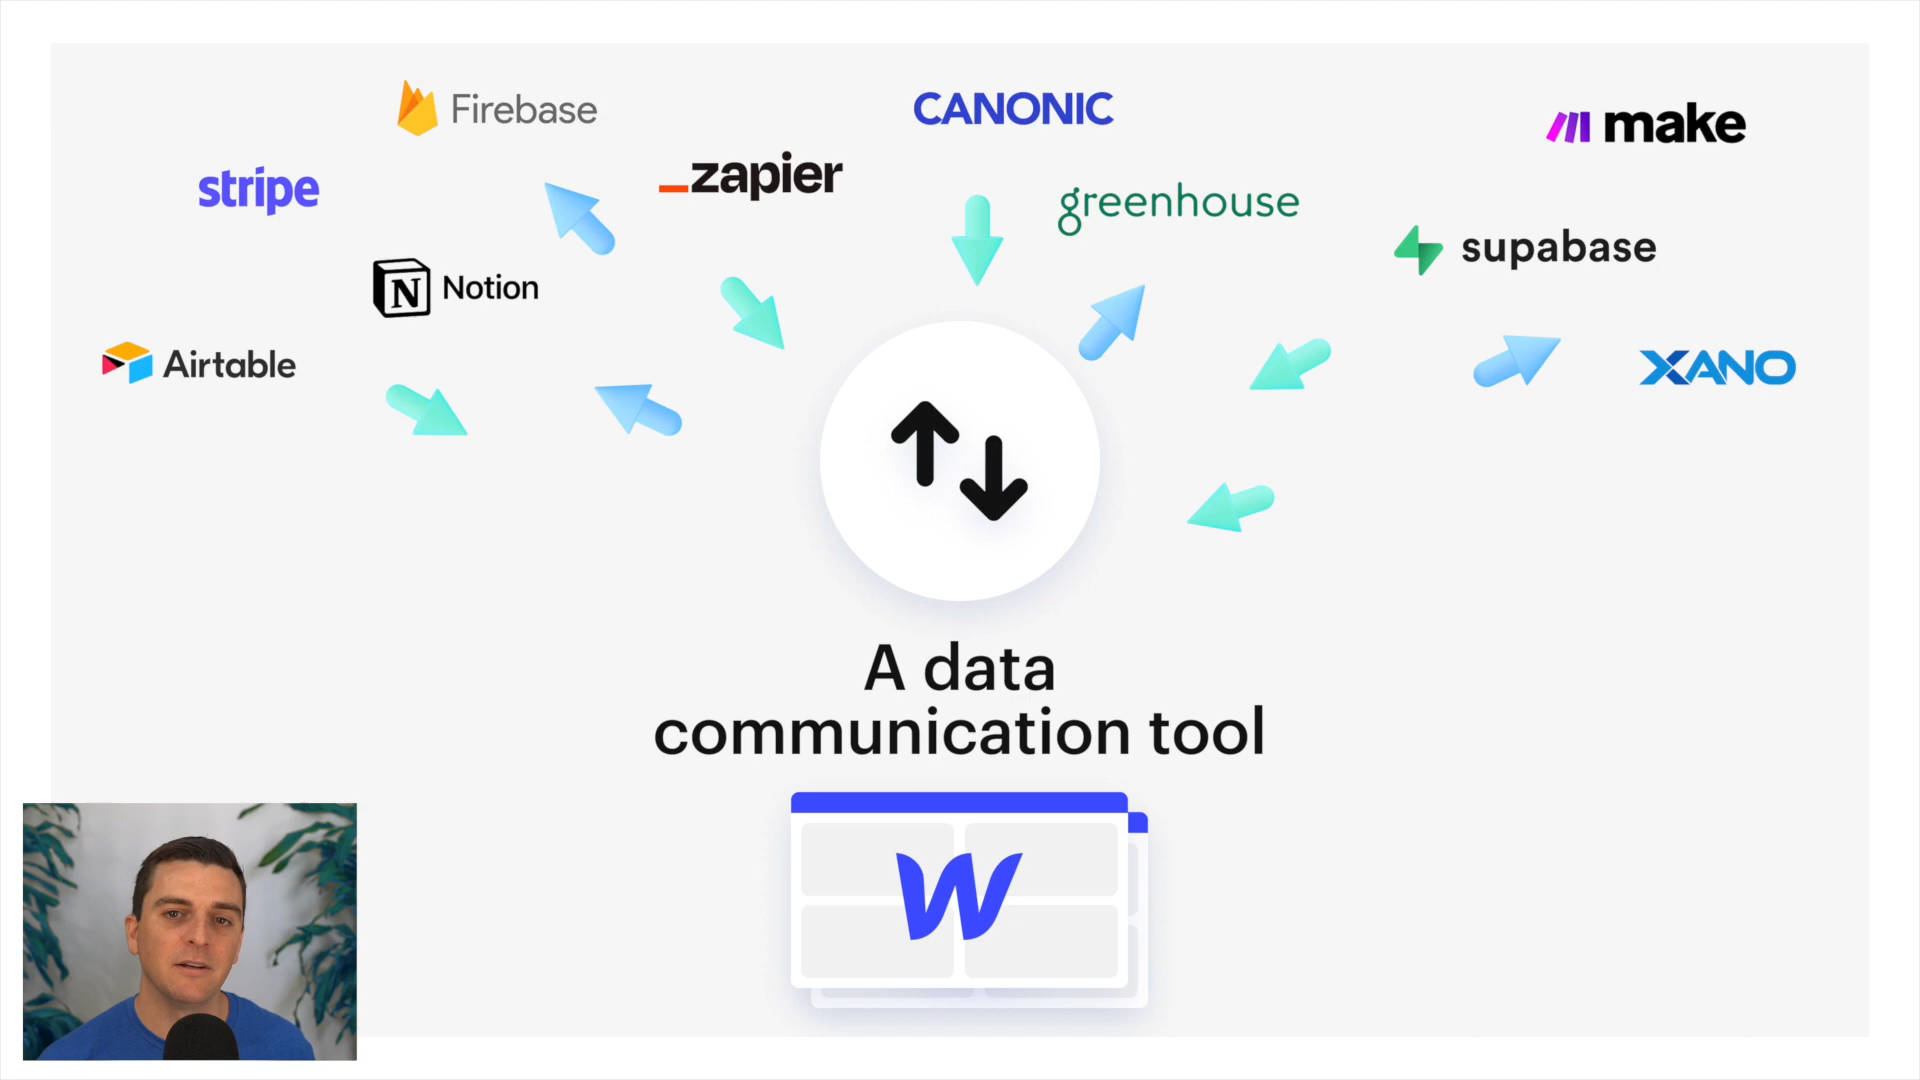 Firebase
CANONIC
make
stripe
zapier
greenhouse
supabase
Notion
Airtable
XANO
A data
communication tool